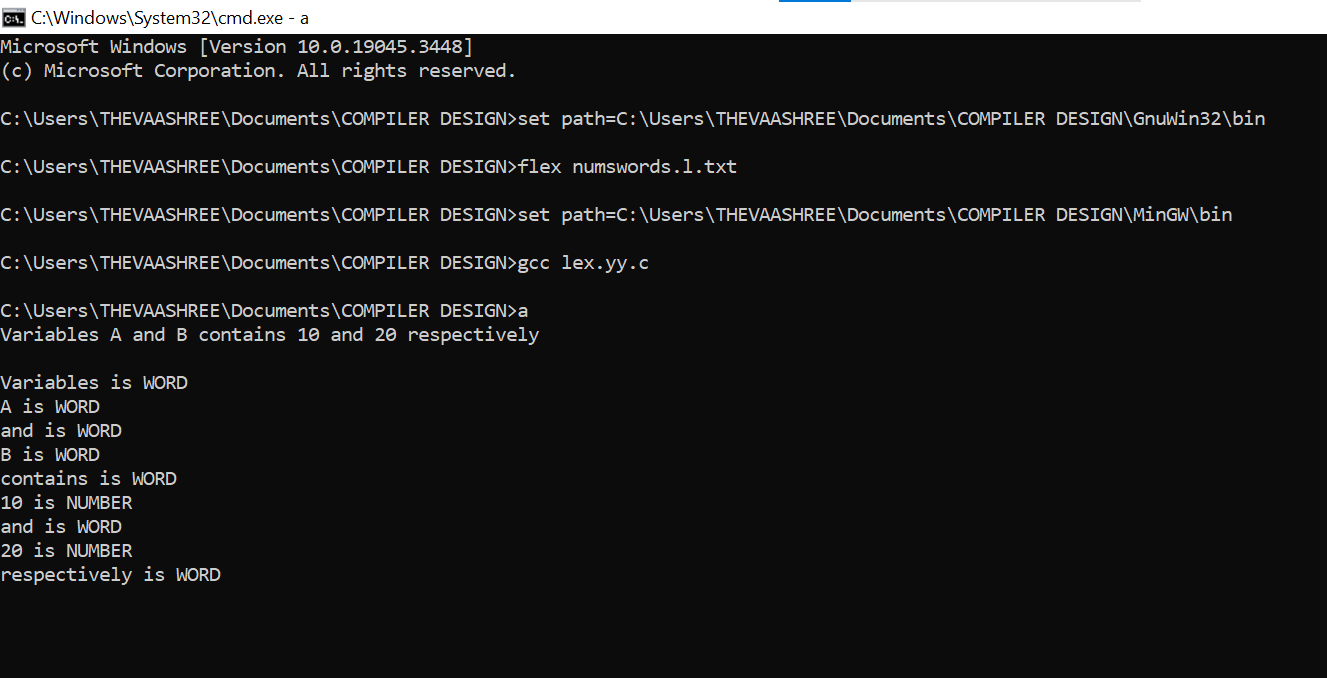 C:\Windows\System32\cmd.exe - a
Microsoft Windows [Version 10.0.19045.3448]
(c) Microsoft Corporation. All rights reserved.
C:\Users\THEVAASHREE\Documents\COMPILER DESIGN>set path=C:\Users\THEVAASHREE\Documents\COMPILER DESIGN\GnuWin32\bin
C:\Users\THEVAASHREE\Documents\COMPILER DESIGN>flex numswords.l.txt
C:\Users\THEVAASHREE\Documents\COMPILER DESIGN>set path=C:\Users\THEVAASHREE\Documents\COMPILER DESIGN\MinGW\bin
C:\Users\THEVAASHREE\Documents\COMPILER DESIGN>gcc lex.yy.c
C:\Users\THEVAASHREE\Documents\COMPILER DESIGN>a
Variables A and B contains 10 and 20 respectively
Variables is WORD
A is WORD
and is WORD
B is WORD
contains is WORD
10 is NUMBER
and is WORD
20 is NUMBER
respectively is WORD